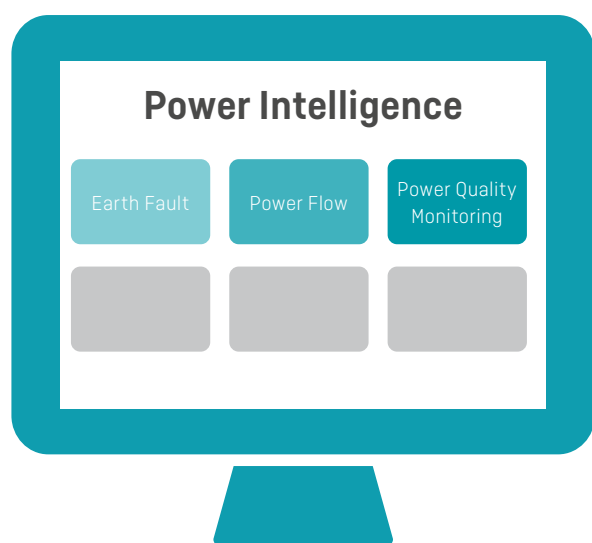 Power Intelligence
Earth Fault
Power Flow
Power Quality
Monitoring